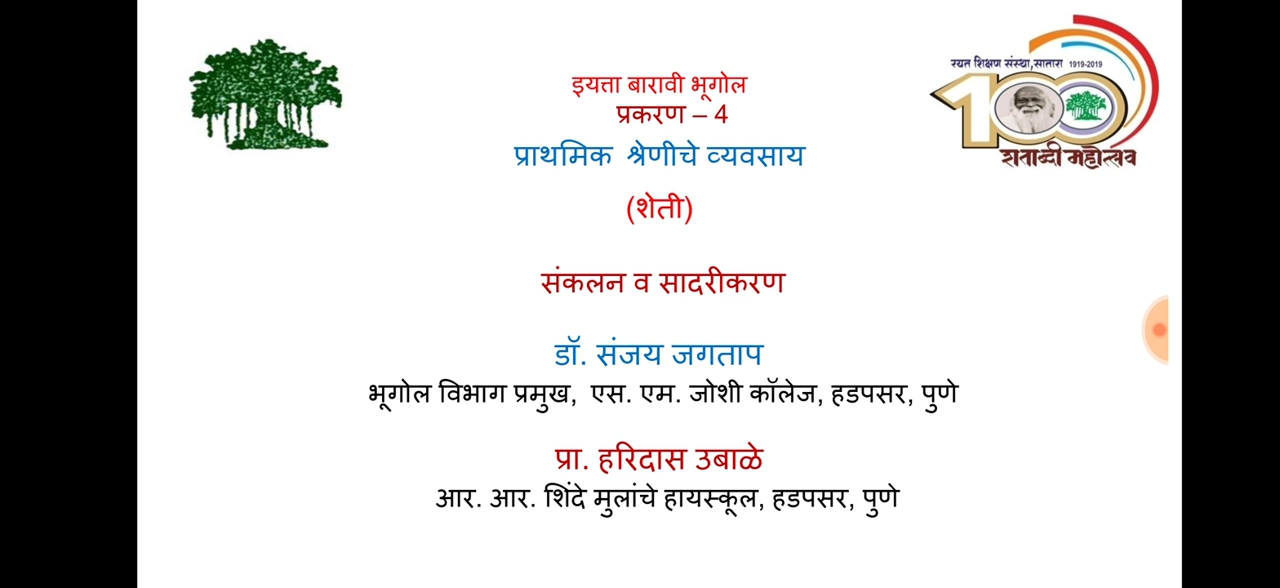 रयत शिक्षण संस्था,सातारा 1919-2019
100
शताब्दी महोत्सव
इयत्ता बारावी भूगोल
प्रकरण – 4
प्राथमिक श्रेणीचे व्यवसाय
(शेती)
संकलन व सादरीकरण
डॉ. संजय जगताप
भूगोल विभाग प्रमुख, एस. एम. जोशी कॉलेज, हडपसर, पुणे
प्रा. हरिदास उबाळे
आर. आर. शिंदे मुलांचे हायस्कूल, हडपसर, पुणे